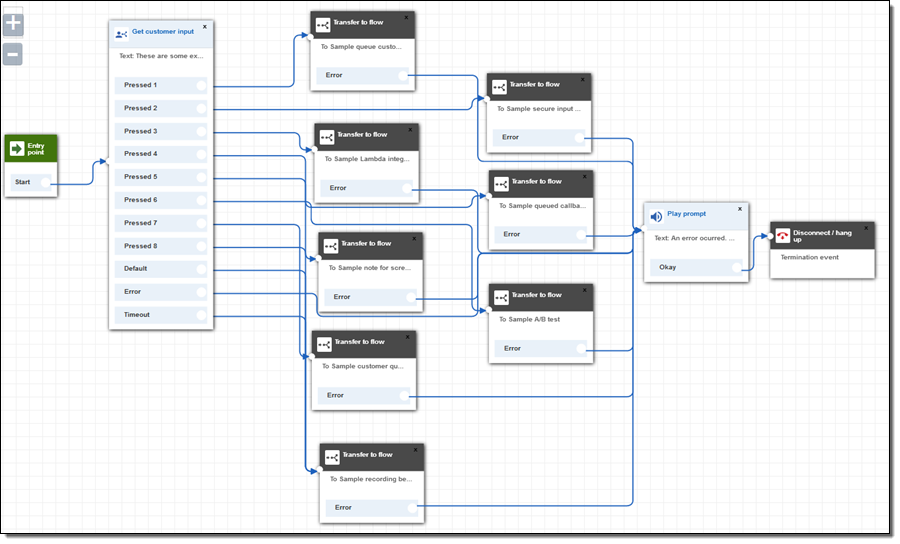 Entry
point
Start
Get customer input
x
Text: These are some ex...
Pressed 1
Pressed 2
Pressed 3
Pressed 4
Pressed 5
Pressed 6
Pressed 7
Pressed 8
Default
Error
Timeout
Transfer to flow
x
To Sample queue custo...
Error
Transfer to flow
x
To Sample secure input ...
Error
Transfer to flow
x
To Sample Lambda integ...
Error
Transfer to flow
x
To Sample queued callba...
Error
Transfer to flow
x
To Sample note for scre...
Error
Transfer to flow
x
To Sample A/B test
Error
Transfer to flow
x
To Sample customer qu...
Error
Transfer to flow
x
To Sample recording be...
Error
Play prompt
x
Text: An error ocurred. ...
Okay
Disconnect / hang
up
x
Termination event